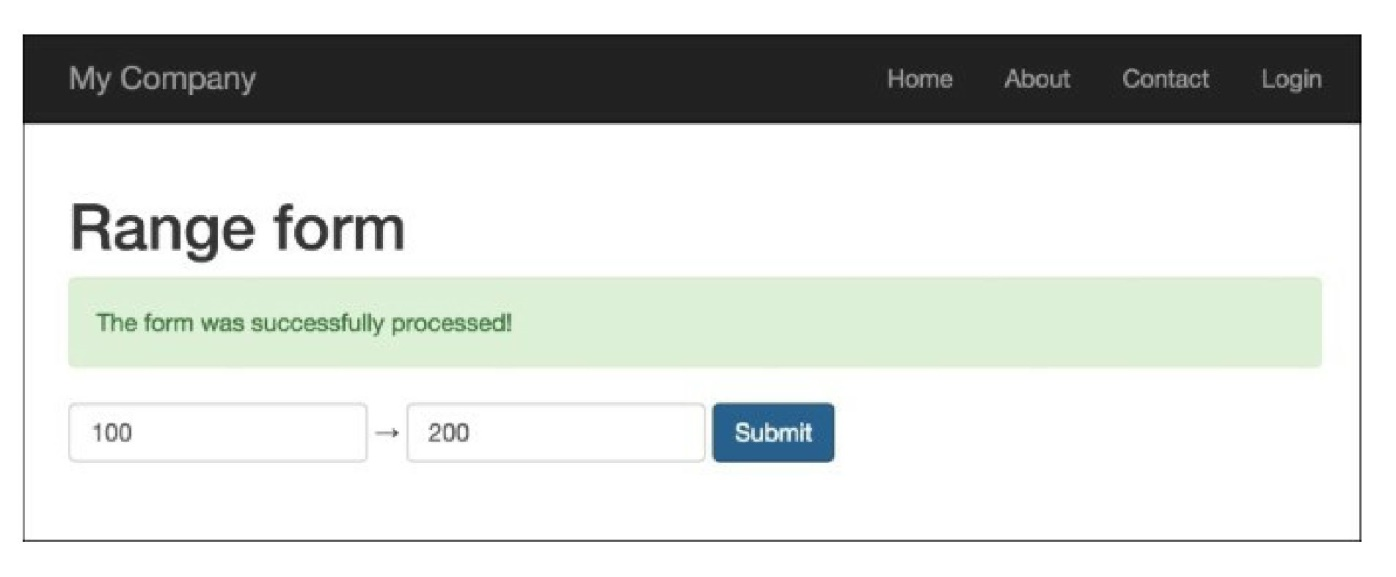 My Company Home About Contact Login
Range form
The form was successfully processed!
100 → 200 Submit